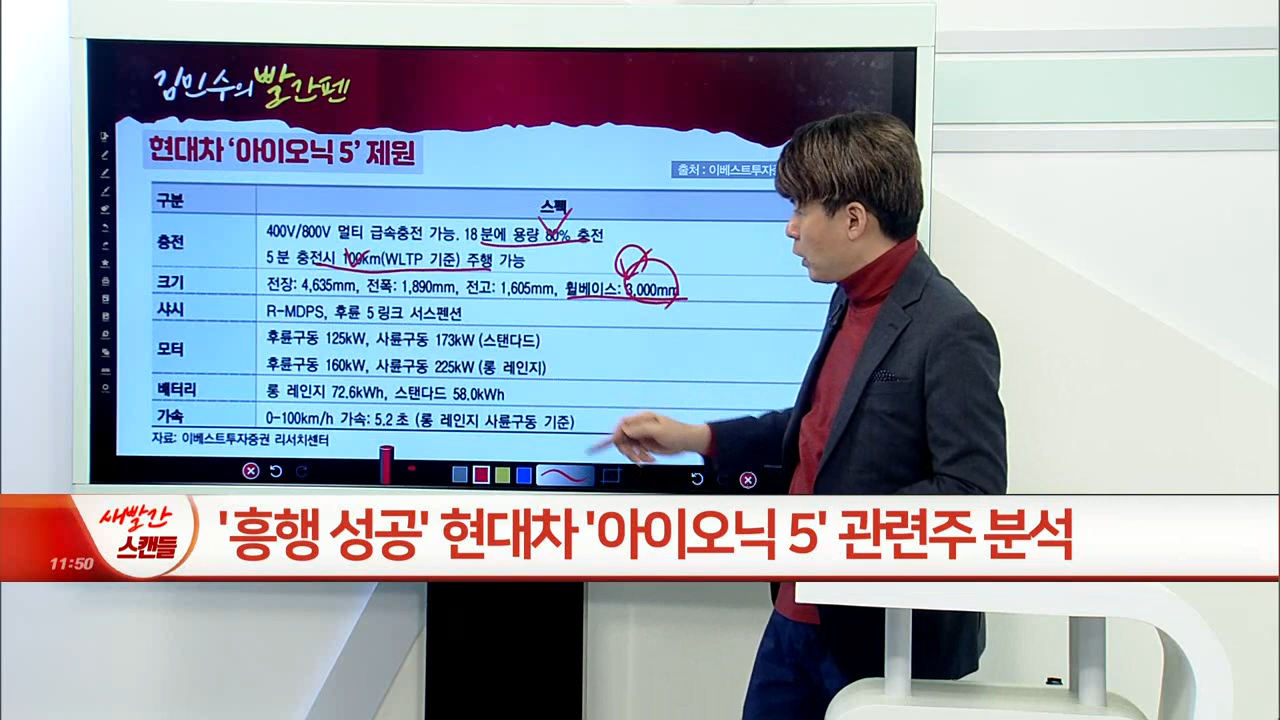 김민수의 빨간펜
현대차 ‘아이오닉 5’ 제원
출처 : 이베스트투자증
구분 스펙
충전 400V/800V 멀티 급속충전 가능. 18분에 용량 80% 충전
5분 충전시 100km(WLTP 기준) 주행 가능
크기 전장: 4,635mm, 전폭: 1,890mm, 전고: 1,605mm, 휠베이스: 3,000mm
샤시 R-MDPS, 후륜 5링크 서스펜션
모터 후륜구동 125kW, 사륜구동 173kW (스탠다드)
후륜구동 160kW, 사륜구동 225kW (롱 레인지)
배터리 롱 레인지 72.6kWh, 스탠다드 58.0kWh
가속 0-100km/h 가속: 5.2초 (롱 레인지 사륜구동 기준)
자료: 이베스트투자증권 리서치센터
새빨간
스캔들
11:50
'흥행 성공' 현대차 '아이오닉 5' 관련주 분석